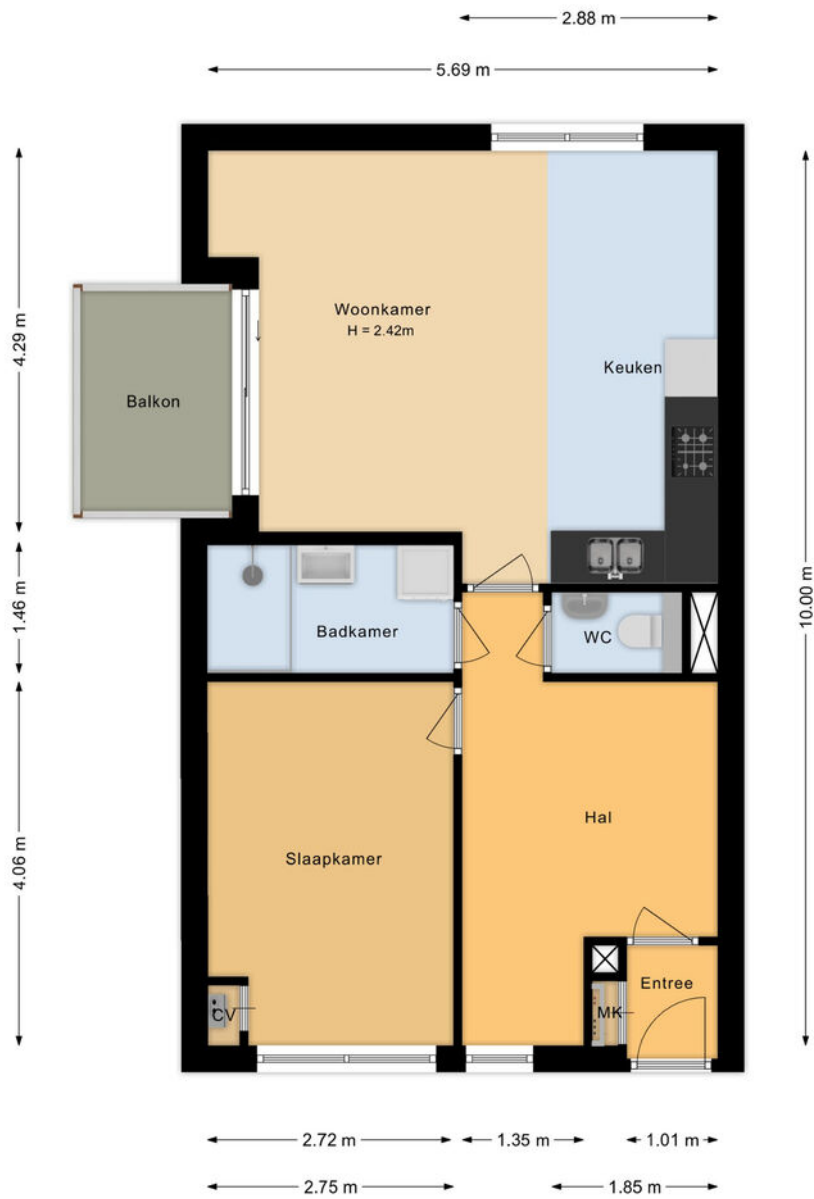 2.88 m
5.69 m
4.29 m
Woonkamer
H = 2.42m
Keuken
Balkon
1.46 m
10.00 m
Badkamer
WC
4.06 m
Hal
Slaapkamer
Entree
CV
MK
2.72 m
1.35 m
1.01 m
2.75 m
1.85 m